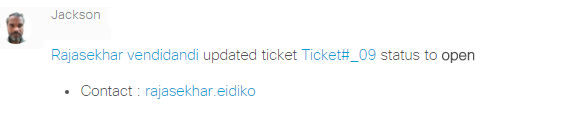 Jackson
Rajasekhar vendidandi updated ticket Ticket#_09 status to open
• Contact : rajasekhar.eidiko